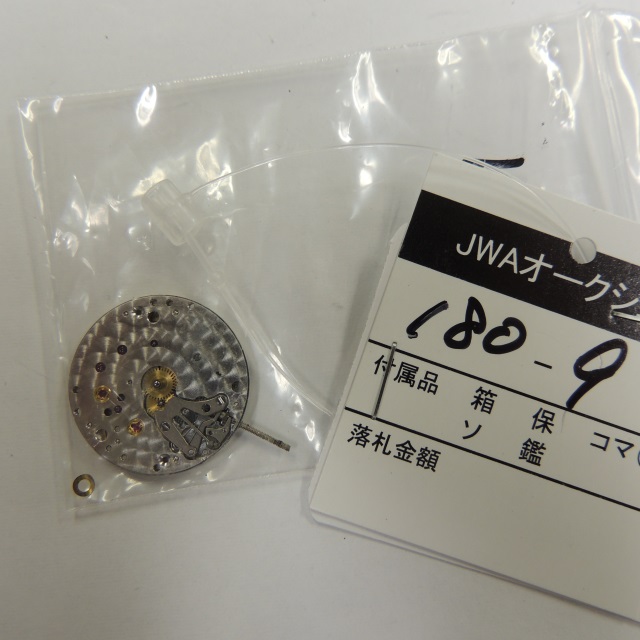 JWAオークシ
180-9
付属品 箱 保 コマ(
ソ 鑑
落札金額